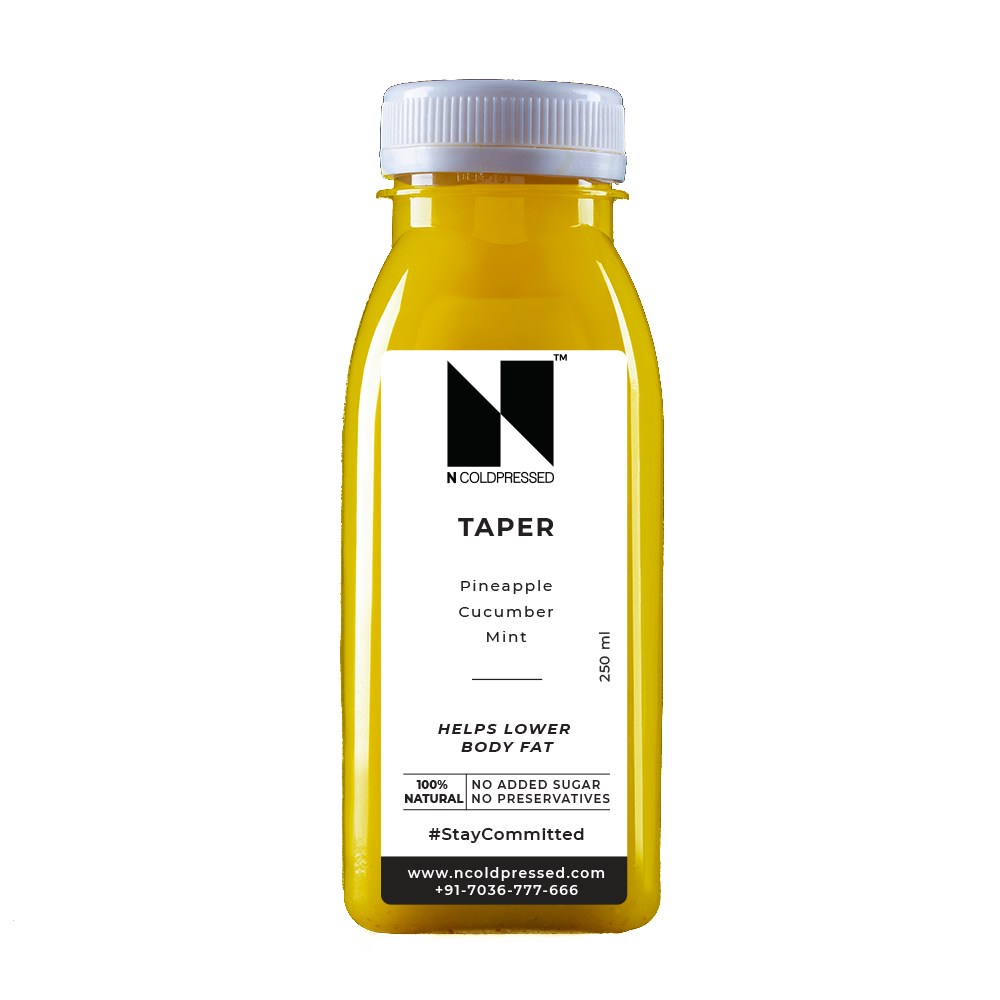 N
TM
N COLDPRESSED
TAPER
Pineapple
Cucumber
Mint
250 ml
HELPS LOWER
BODY FAT
100%
NATURAL
NO ADDED SUGAR
NO PRESERVATIVES
#StayCommitted
www.ncoldpressed.com
+91-7036-777-666